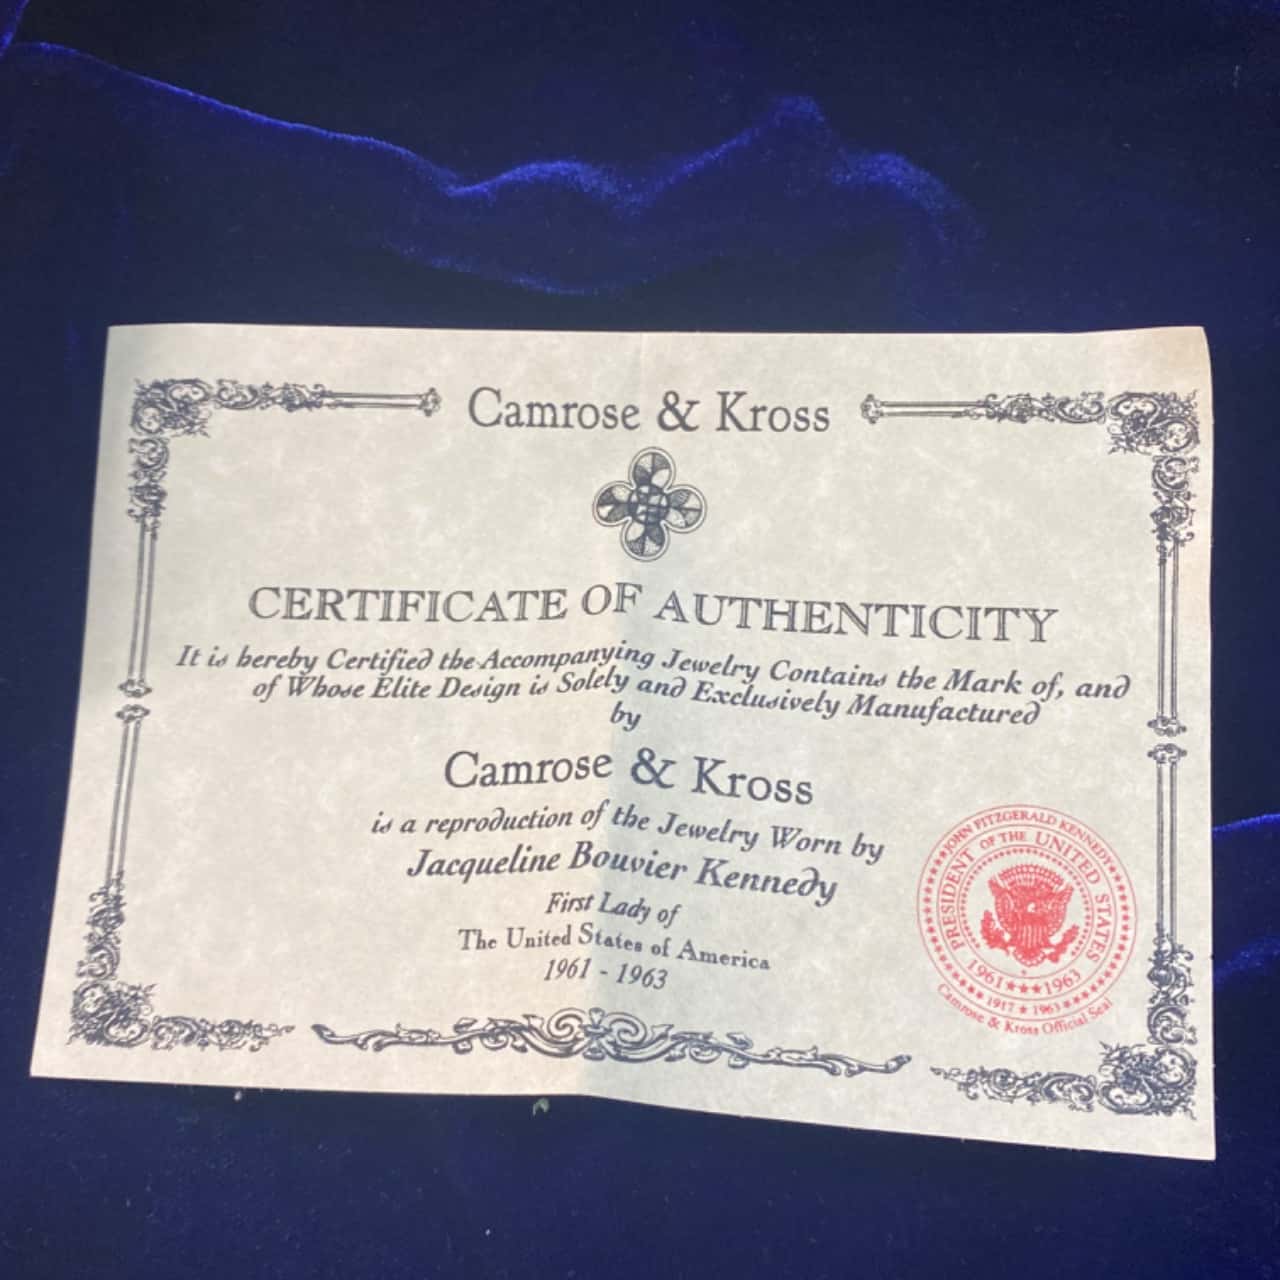 Camrose & Kross
CERTIFICATE OF AUTHENTICITY
It is hereby Certified the Accompanying Jewelry Contains the Mark of, and
of Whose Elite Design is Solely and Exclusively Manufactured
by
Camrose & Kross
is a reproduction of the Jewelry Worn by
Jacqueline Bouvier Kennedy
First Lady of
The United States of America
1961 - 1963
★JOHN FITZGERALD KENNEDY★
PRESIDENT OF THE UNITED STATES
1961★★★1963
1917 ★ 1963
Camrose & Kross Official Seal